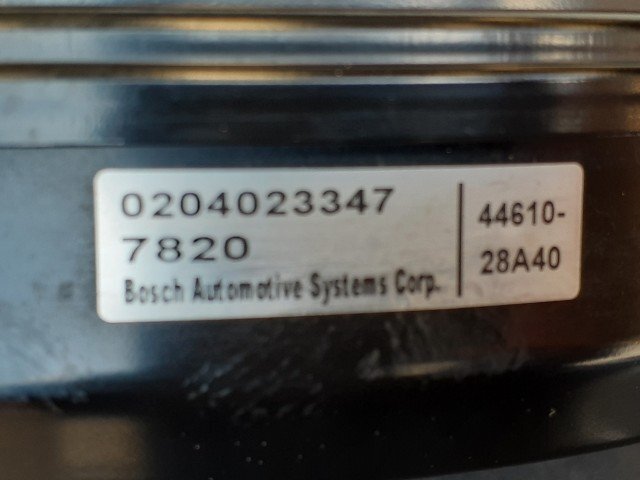 0204023347
7820
Bosch Automotive Systems Corp.
44610-
28A40